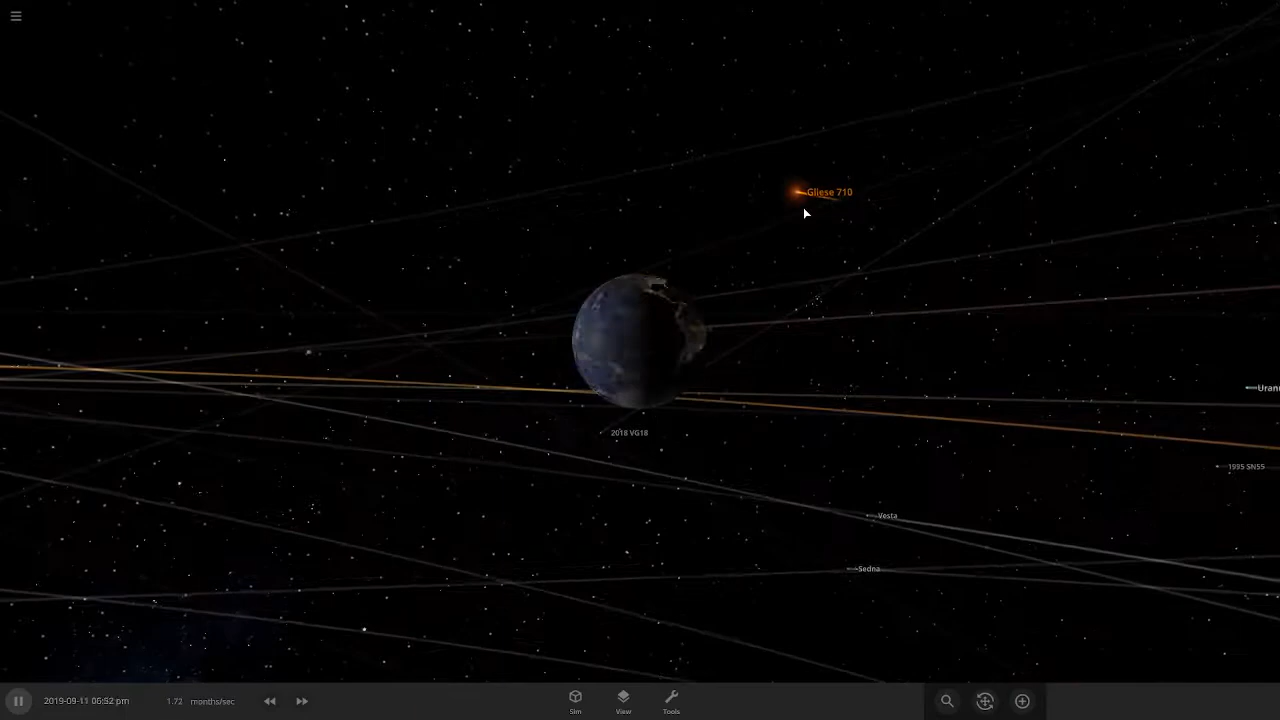 Gliese 710
Uranu
2018 VG18
1995 SN55
Vesta
Sedna
2019-09-11 06:52 pm
1.72 months/sec
Sim
View
Tools